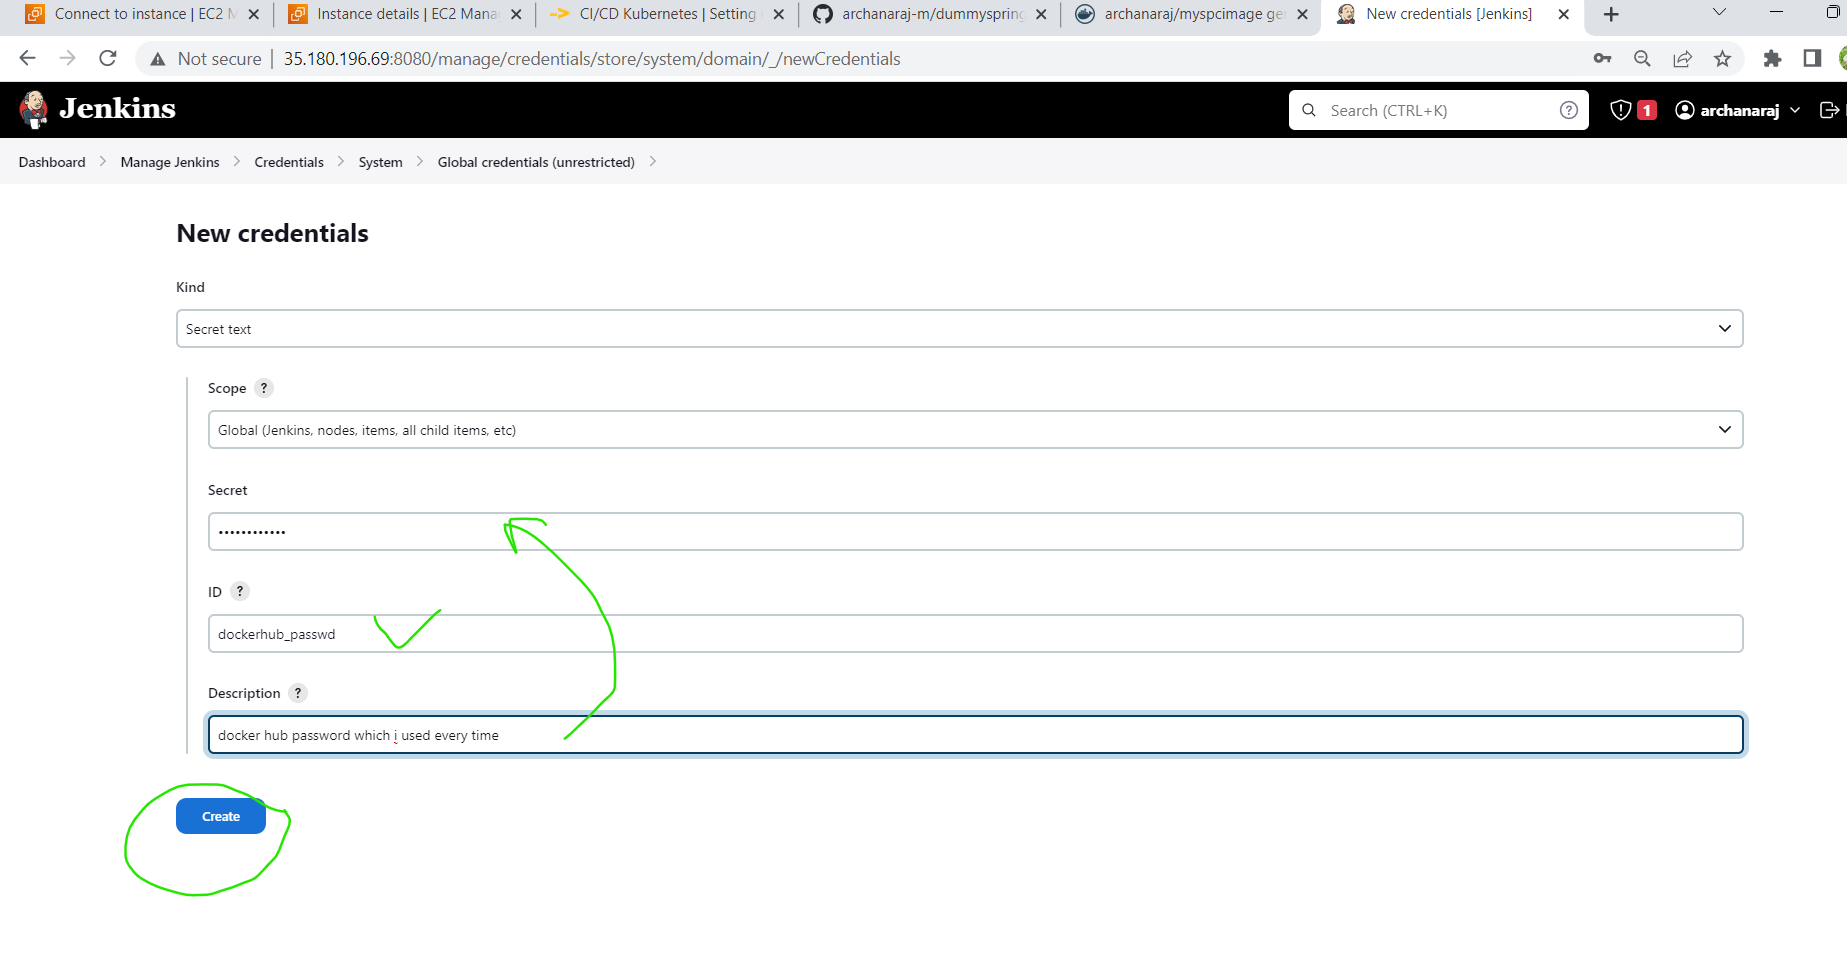 Connect to instance | EC2 M
Instance details | EC2 Mana
CI/CD Kubernetes | Setting
archanaraj-m/dummyspring
archanaraj/myspcimage ge
New credentials [Jenkins]
Not secure
35.180.196.69:8080/manage/credentials/store/system/domain/_/newCredentials
Jenkins
Search (CTRL+K)
1
archanaraj
Dashboard
Manage Jenkins
Credentials
System
Global credentials (unrestricted)
New credentials
Kind
Secret text
Scope ?
Global (Jenkins, nodes, items, all child items, etc)
Secret
••••••••••••
ID ?
dockerhub_passwd
Description ?
docker hub password which i used every time
Create